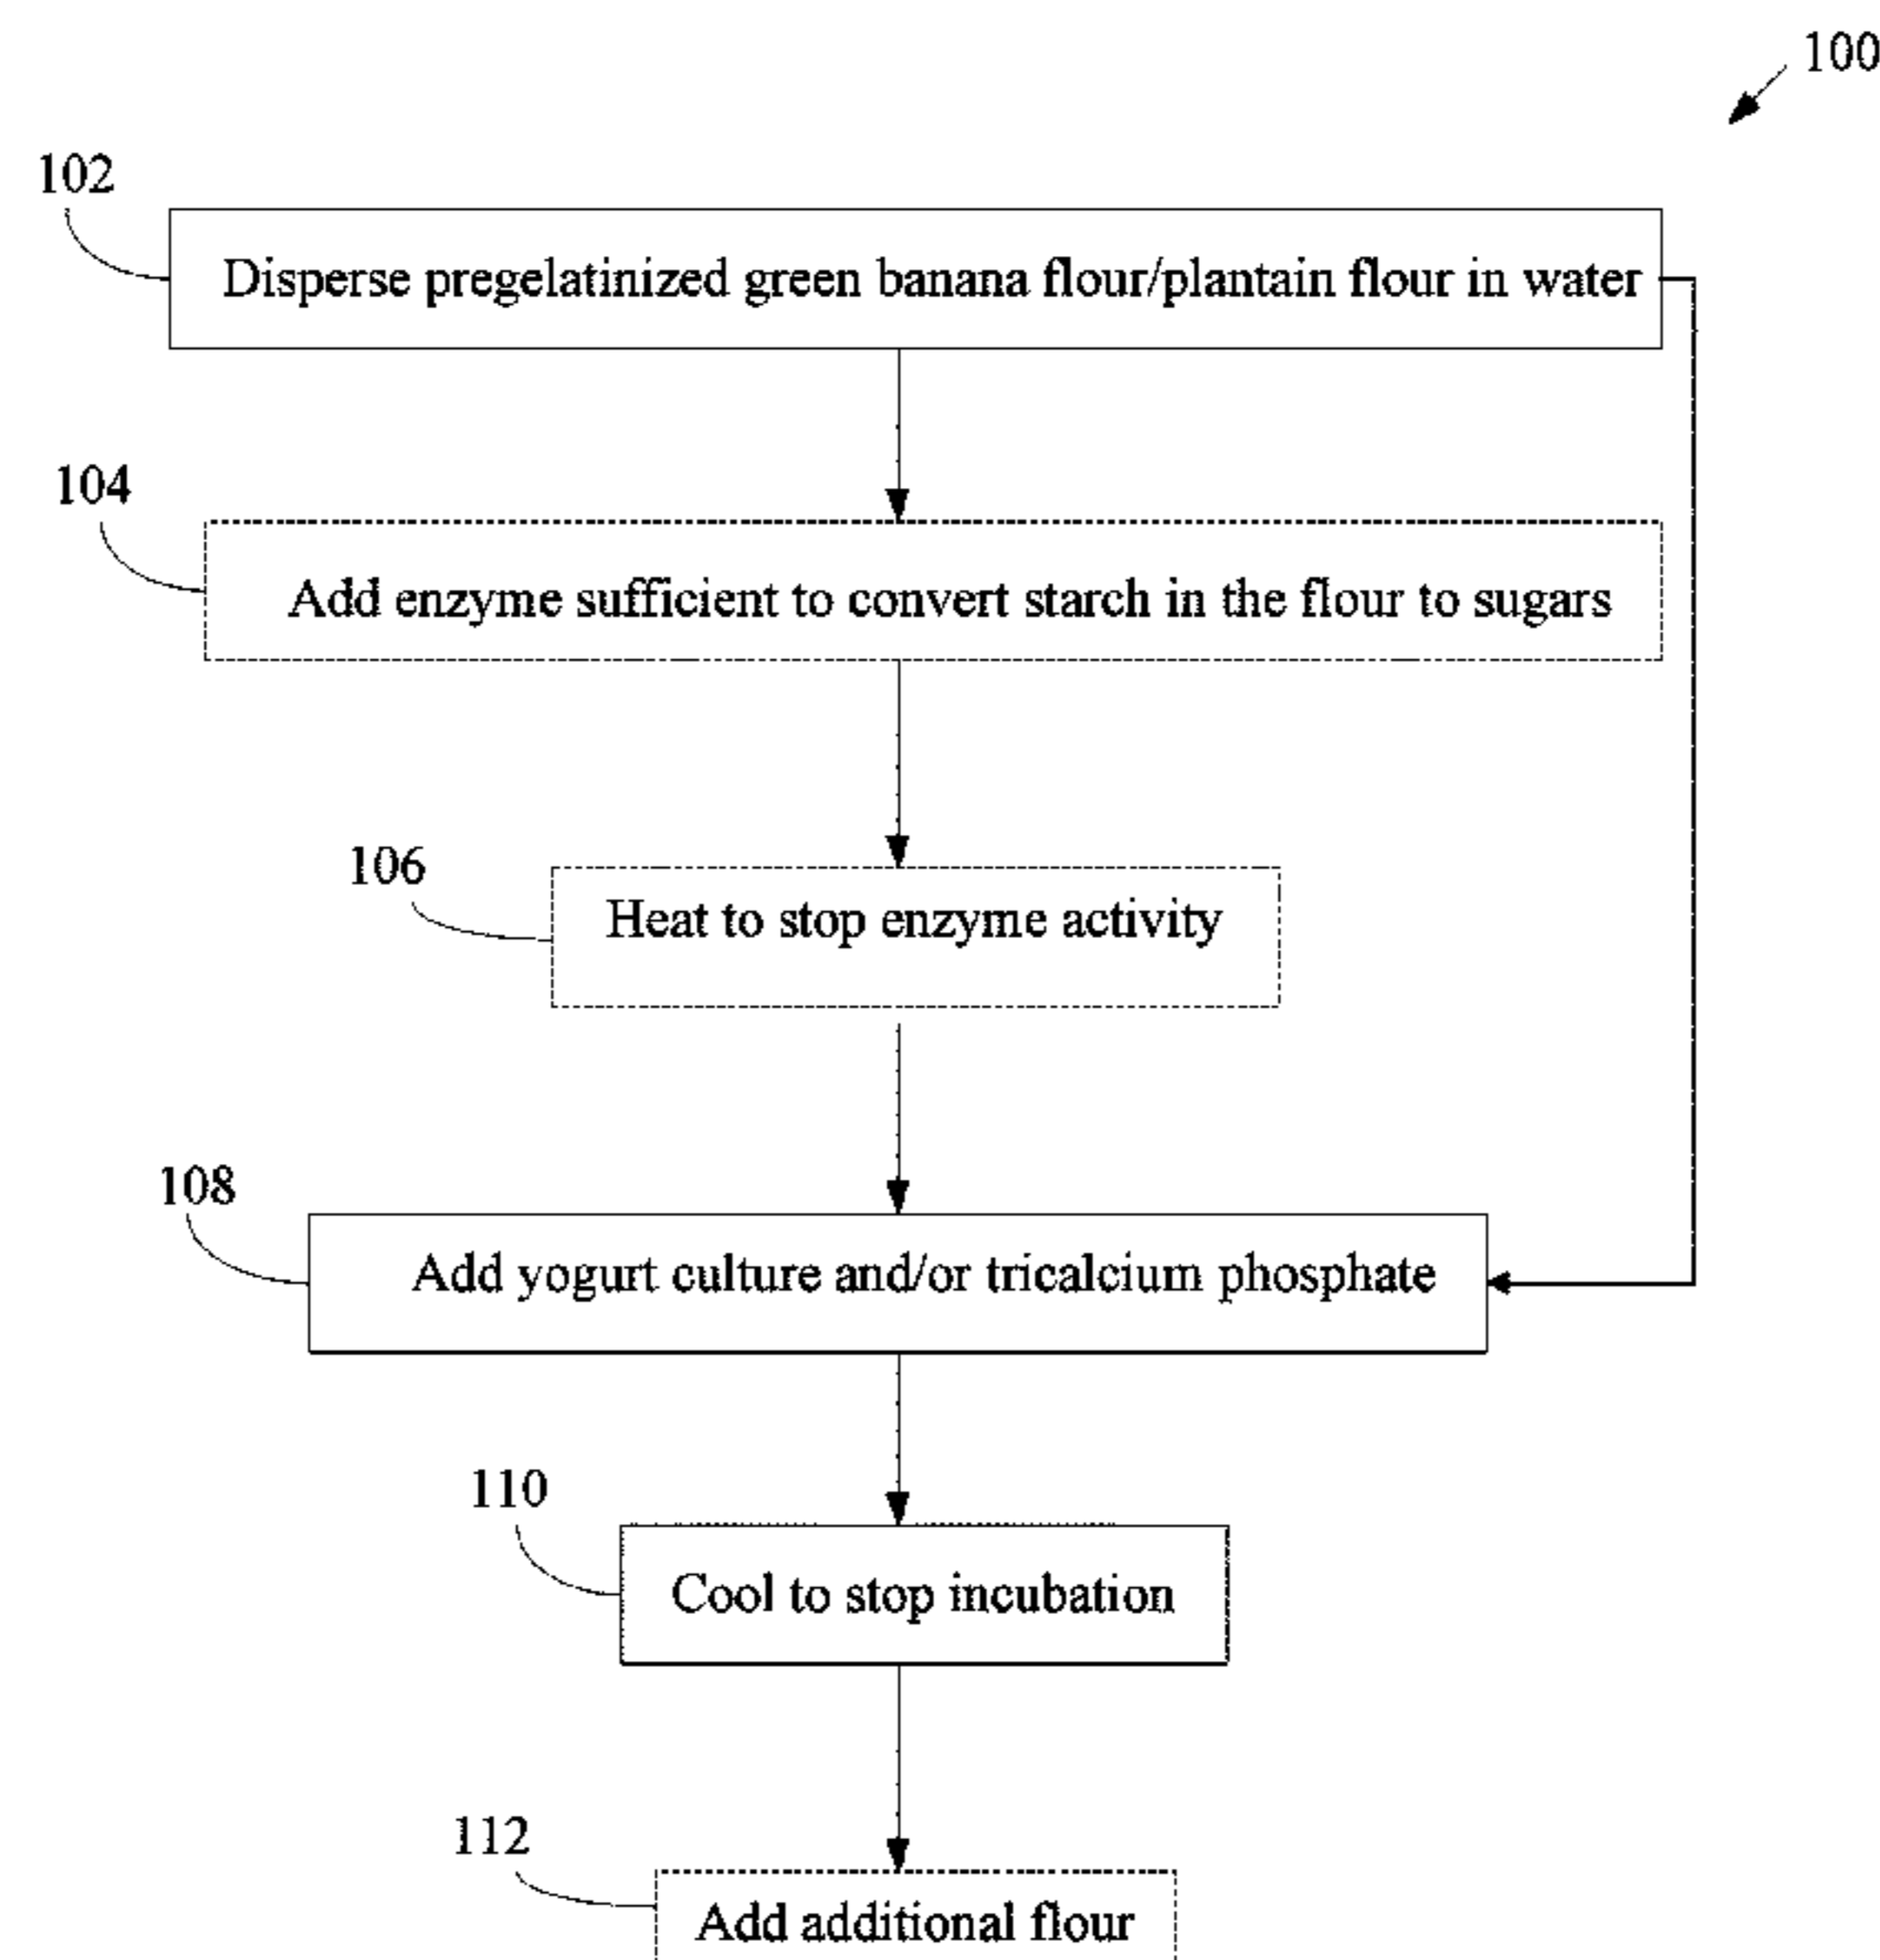 100
102
Disperse pregelatinized green banana flour/plantain flour in water
104
Add enzyme sufficient to convert starch in the flour to sugars
106
Heat to stop enzyme activity
108
Add yogurt culture and/or tricalcium phosphate
110
Cool to stop incubation
112
Add additional flour